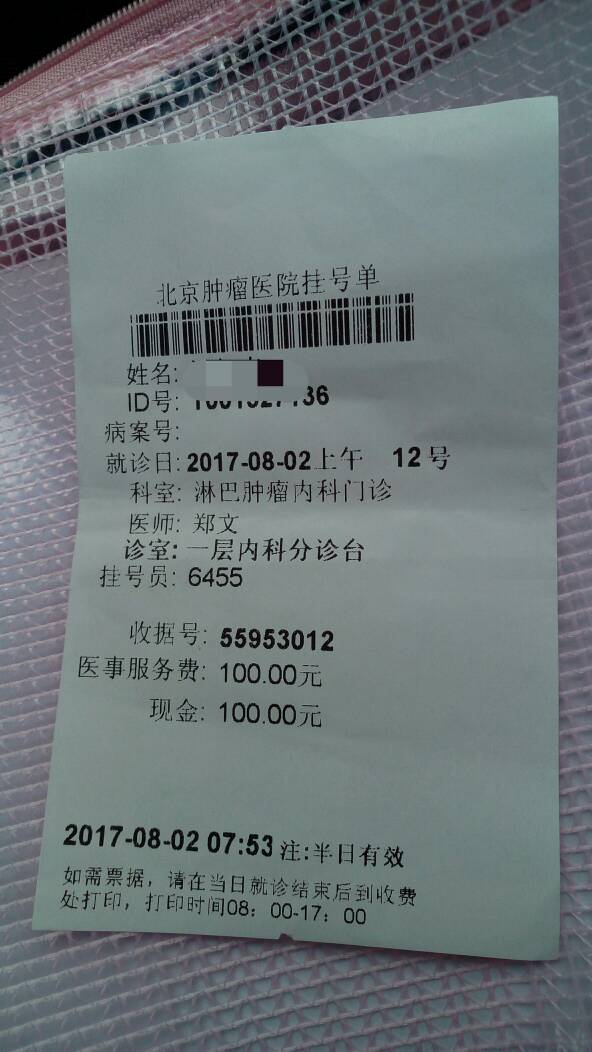 北京肿瘤医院挂号单
姓名:
ID号:
病案号:
就诊日: 2017-08-02上午 12号
科室: 淋巴肿瘤内科门诊
医师: 郑文
诊室: 一层内科分诊台
挂号员: 6455
收据号: 55953012
医事服务费: 100.00元
现金: 100.00元
2017-08-02 07:53 注:半日有效
如需票据，请在当日就诊结束后到收费
处打印，打印时间08：00-17：00